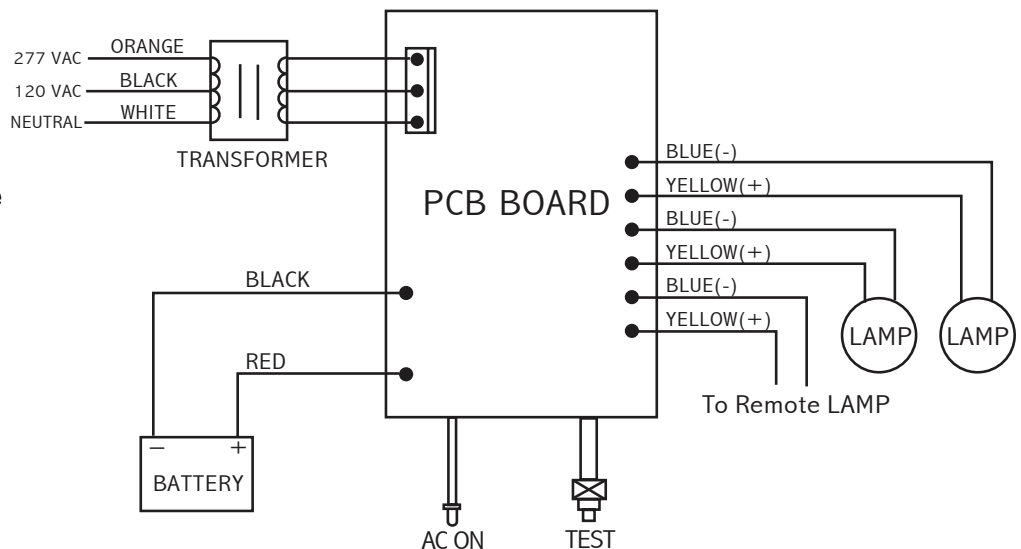 277 VAC ORANGE
120 VAC BLACK
NEUTRAL WHITE
TRANSFORMER
PCB BOARD
BLUE(-)
YELLOW(+)
BLUE(-)
YELLOW(+)
BLUE(-)
YELLOW(+)
LAMP LAMP
To Remote LAMP
BLACK
RED
− +
BATTERY
AC ON
TEST